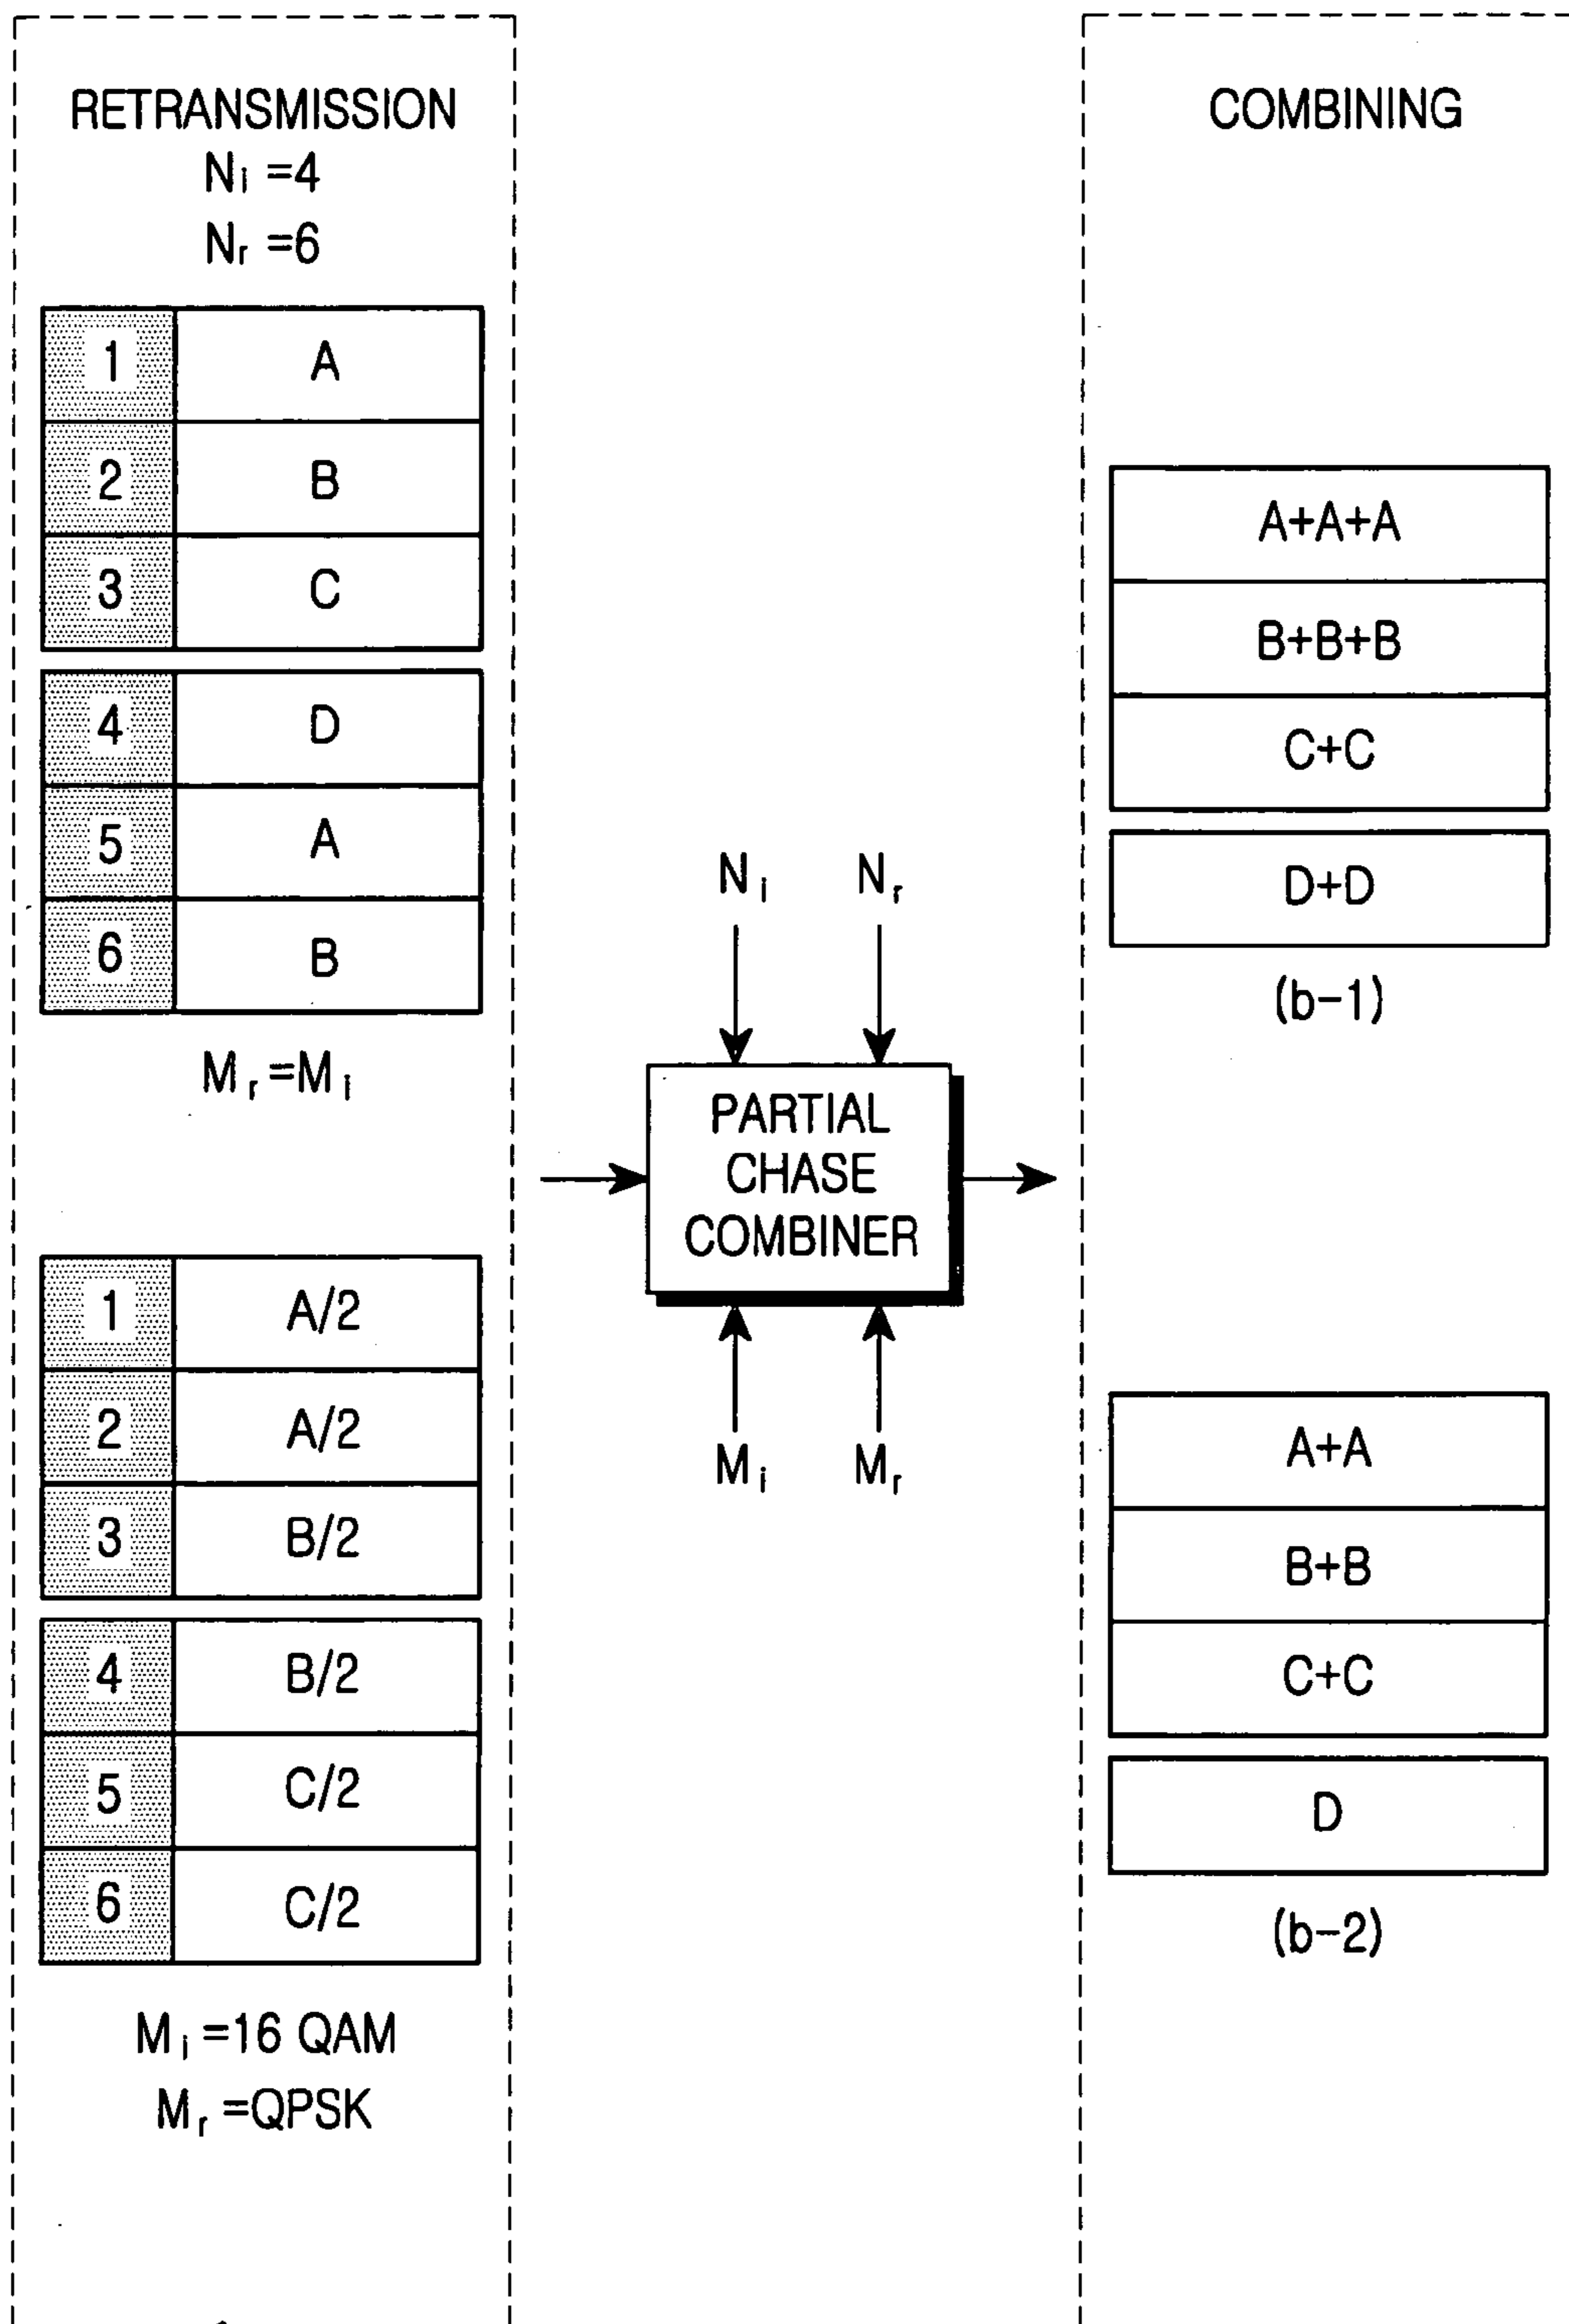 RETRANSMISSION
Ni =4
Nr =6
1 A
2 B
3 C
4 D
5 A
6 B
Mr =Mi
1 A/2
2 A/2
3 B/2
4 B/2
5 C/2
6 C/2
Mi =16 QAM
Mr =QPSK
Ni Nr
PARTIAL
CHASE
COMBINER
Mi Mr
COMBINING
A+A+A
B+B+B
C+C
D+D
(b-1)
A+A
B+B
C+C
D
(b-2)